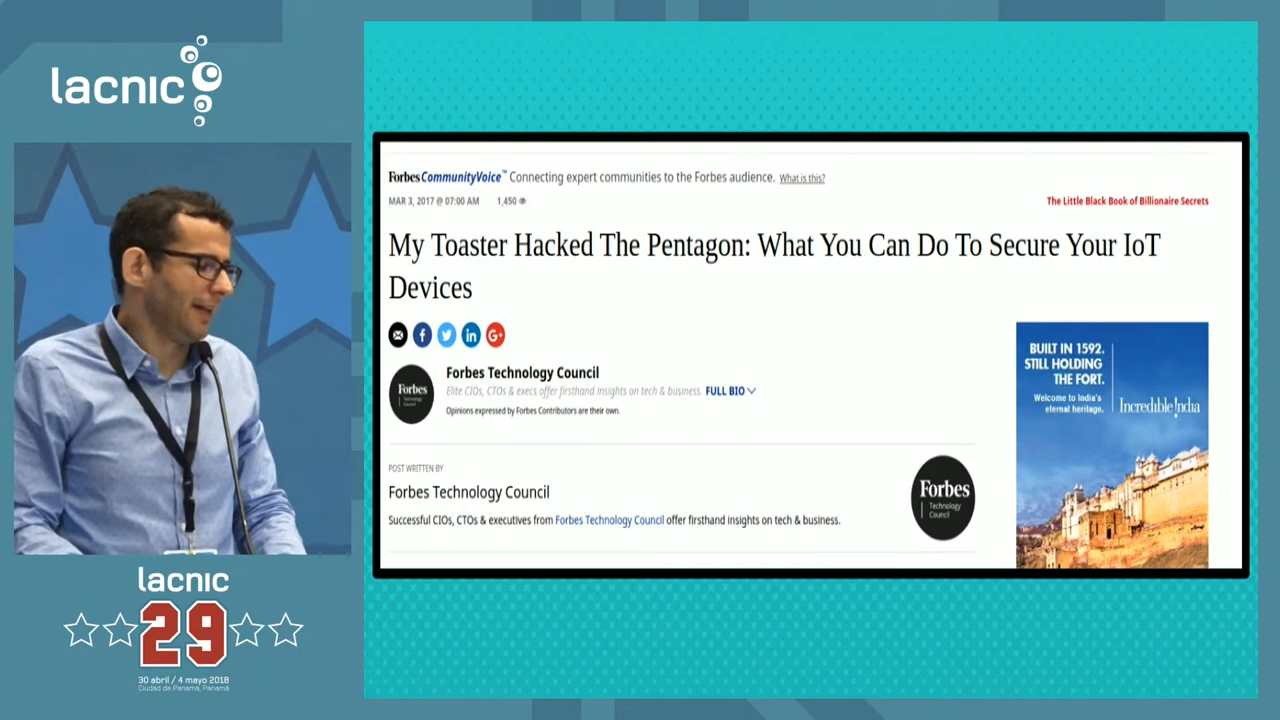 lacnic
Forbes CommunityVoice™ Connecting expert communities to the Forbes audience. What is this?
MAR 3, 2017 @ 07:00 AM 1,450
The Little Black Book of Billionaire Secrets
My Toaster Hacked The Pentagon: What You Can Do To Secure Your IoT
Devices
Forbes
Technology
Council
Forbes Technology Council
Elite CIOs, CTOs & execs offer firsthand insights on tech & business. FULL BIO
Opinions expressed by Forbes Contributors are their own.
POST WRITTEN BY
Forbes Technology Council
Successful CIOs, CTOs & executives from Forbes Technology Council offer firsthand insights on tech & business.
Forbes
Technology
Council
BUILT IN 1592.
STILL HOLDING
THE FORT.
Welcome to India's
eternal heritage.
Incredible !ndia
lacnic
29
30 abril / 4 mayo 2018
Ciudad de Panamá, Panamá